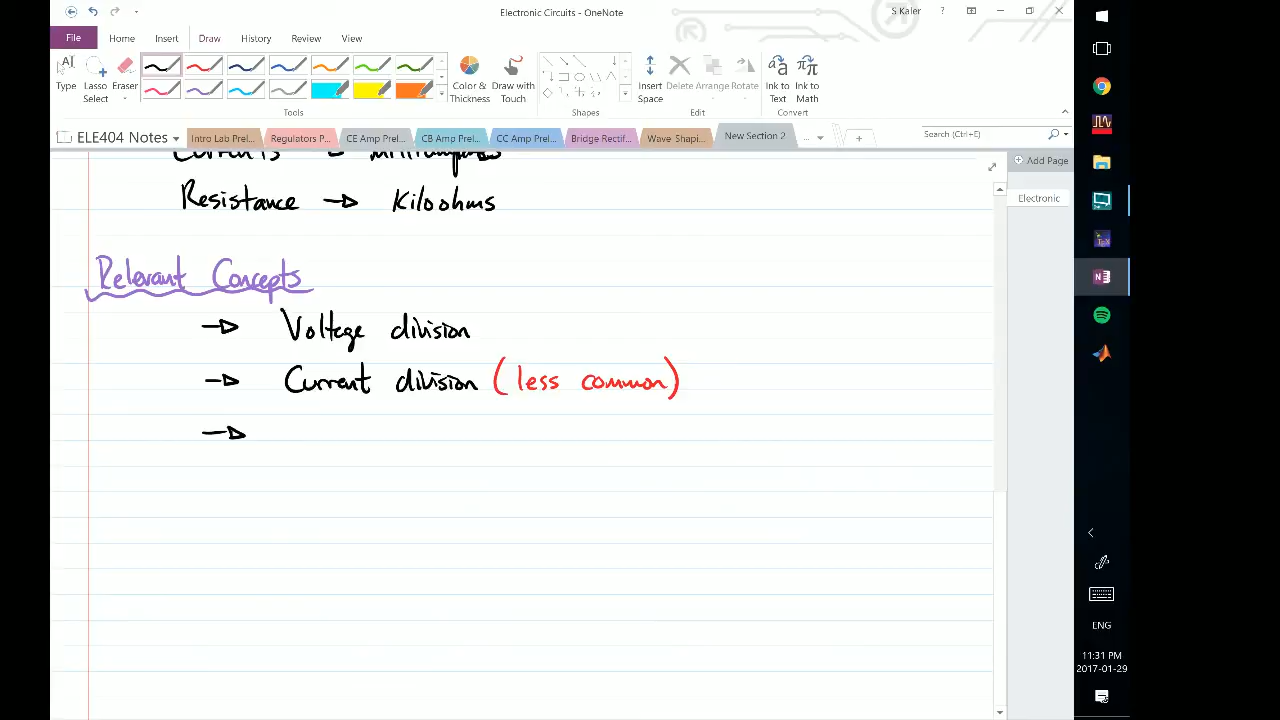 S Kaler
Electronic Circuits - OneNote
?
File Home Insert Draw History Review View
Type Lasso Select Eraser Color & Thickness Draw with Touch Insert Space Delete Arrange Rotate Ink to Text Ink to Math
Tools Shapes Edit Convert
ELE404 Notes Intro Lab Prel... Regulators P... CE Amp Prel... CB Amp Prel... CC Amp Prel... Bridge Rectif... Wave Shapi... New Section 2 ... Search (Ctrl+E)
Add Page
Electronic
Currents → Milliamperes
Resistance → Kiloohms
Relevant Concepts
→ Voltage division
→ Current division (less common)
→
ENG
11:31 PM
2017-01-29